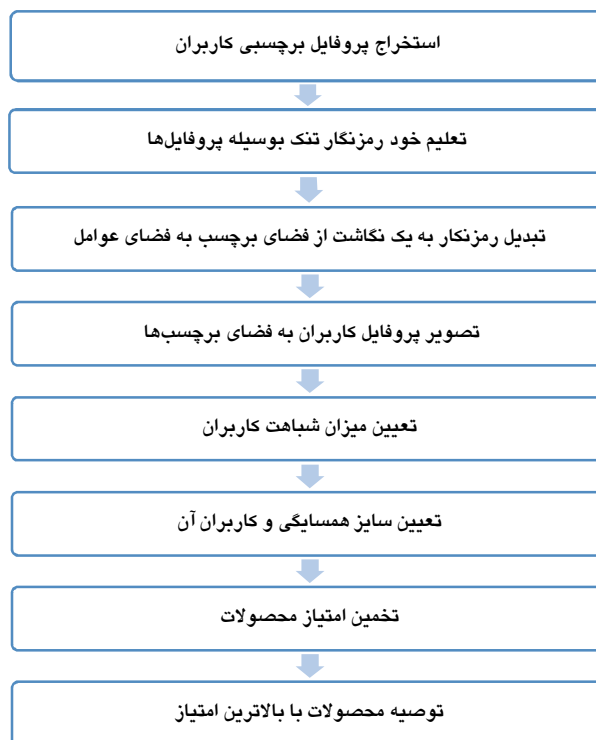 استخراج پروفایل برچسبی کاربران
تعلیم خود رمزنگار تنک بوسیله پروفایل‌ها
تبدیل رمزنکار به یک نگاشت از فضای برچسب به فضای عوامل
تصویر پروفایل کاربران به فضای برچسب‌ها
تعیین میزان شباهت کاربران
تعیین سایز همسایگی و کاربران آن
تخمین امتیاز محصولات
توصیه محصولات با بالاترین امتیاز